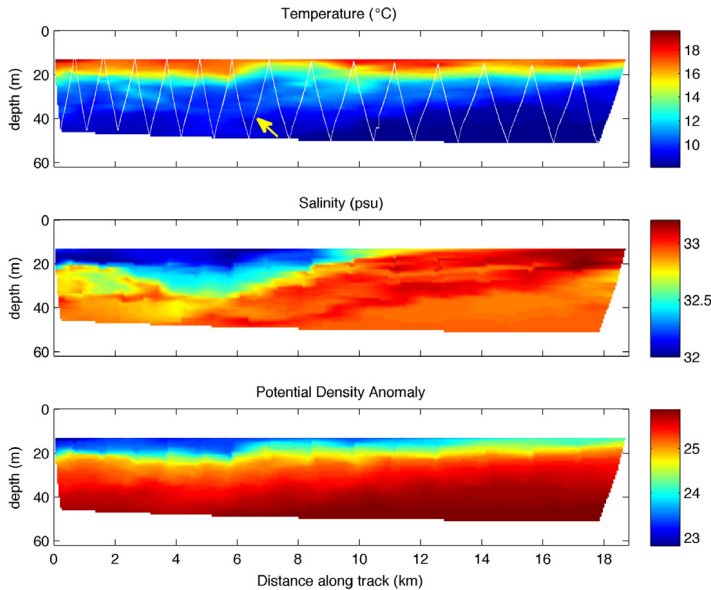 Temperature (°C)
0
20
40
60
depth (m)
18
16
14
12
10
Salinity (psu)
0
20
40
60
depth (m)
33
32.5
32
Potential Density Anomaly
0
20
40
60
depth (m)
25
24
23
0 2 4 6 8 10 12 14 16 18
Distance along track (km)